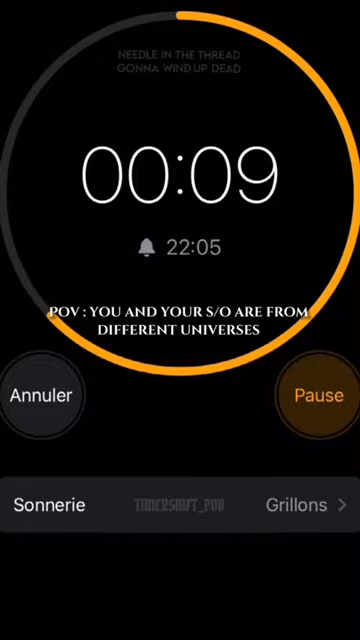 NEEDLE IN THE THREAD
GONNA WIND UP DEAD
00:09
22:05
POV : YOU AND YOUR S/O ARE FROM
DIFFERENT UNIVERSES
Annuler
Pause
Sonnerie
Grillons